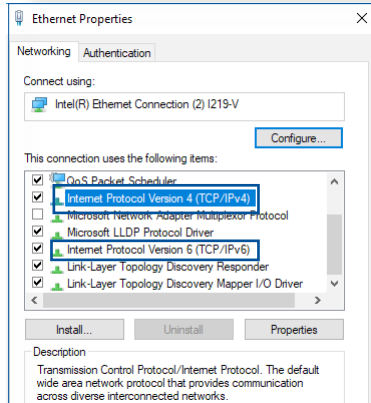 Ethernet Properties
Networking
Authentication
Connect using:
Intel(R) Ethernet Connection (2) I219-V
Configure...
This connection uses the following items:
QoS Packet Scheduler
Internet Protocol Version 4 (TCP/IPv4)
Microsoft Network Adapter Multiplexor Protocol
Microsoft LLDP Protocol Driver
Internet Protocol Version 6 (TCP/IPv6)
Link-Layer Topology Discovery Responder
Link-Layer Topology Discovery Mapper I/O Driver
Install...
Uninstall
Properties
Description
Transmission Control Protocol/Internet Protocol. The default
wide area network protocol that provides communication
across diverse interconnected networks.